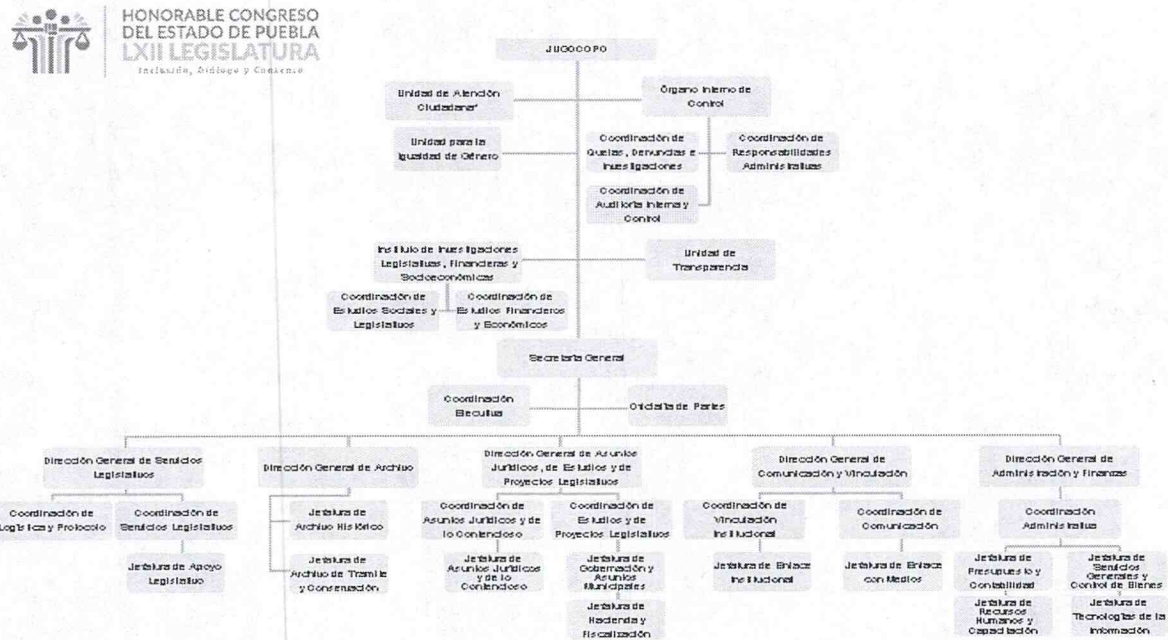 HONORABLE CONGRESO
DEL ESTADO DE PUEBLA
LXII LEGISLATURA
Inclusión, Diálogo y Consenso
JUGOCOPO
Unidad de Atención
Ciudadana*
Órgano Interno de
Control
Unidad para la
Igualdad de Género
Coordinación de
Quejas, Denuncias e
Investigaciones
Coordinación de
Responsabilidades
Administrativas
Coordinación de
Auditoría Interna y
Control
Instituto de Investigaciones
Legislativas, Financieras y
Socioeconómicas
Unidad de
Transparencia
Coordinación de
Estudios Sociales y
Legislativos
Coordinación de
Estudios Financieros
y Económicos
Secretaría General
Coordinación
Ejecutiva
Oficialía de Partes
Dirección General de Servicios
Legislativos
Dirección General de Archivo
Dirección General de Asuntos
Jurídicos, de Estudios y de
Proyectos Legislativos
Dirección General de
Comunicación y Vinculación
Dirección General de
Administración y Finanzas
Coordinación de
Logística y Protocolo
Coordinación de
Servicios Legislativos
Jefatura de
Archivo Histórico
Coordinación de
Asuntos Jurídicos y de
lo Contencioso
Coordinación de
Estudios y de
Proyectos Legislativos
Coordinación de
Vinculación
Institucional
Coordinación de
Comunicación
Coordinación
Administrativa
Jefatura de Apoyo
Legislativo
Jefatura de
Archivo de Tramite
y Conservación
Jefatura de
Asuntos Jurídicos
y de lo
Contencioso
Jefatura de
Gobernación y
Asuntos
Municipales
Jefatura de Enlace
Institucional
Jefatura de Enlace
con Medios
Jefatura de
Presupuesto y
Contabilidad
Jefatura de
Servicios
Generales y
Control de Bienes
Jefatura de
Hacienda y
Fiscalización
Jefatura de
Recursos
Humanos y
Capacitación
Jefatura de
Tecnologías de la
Información